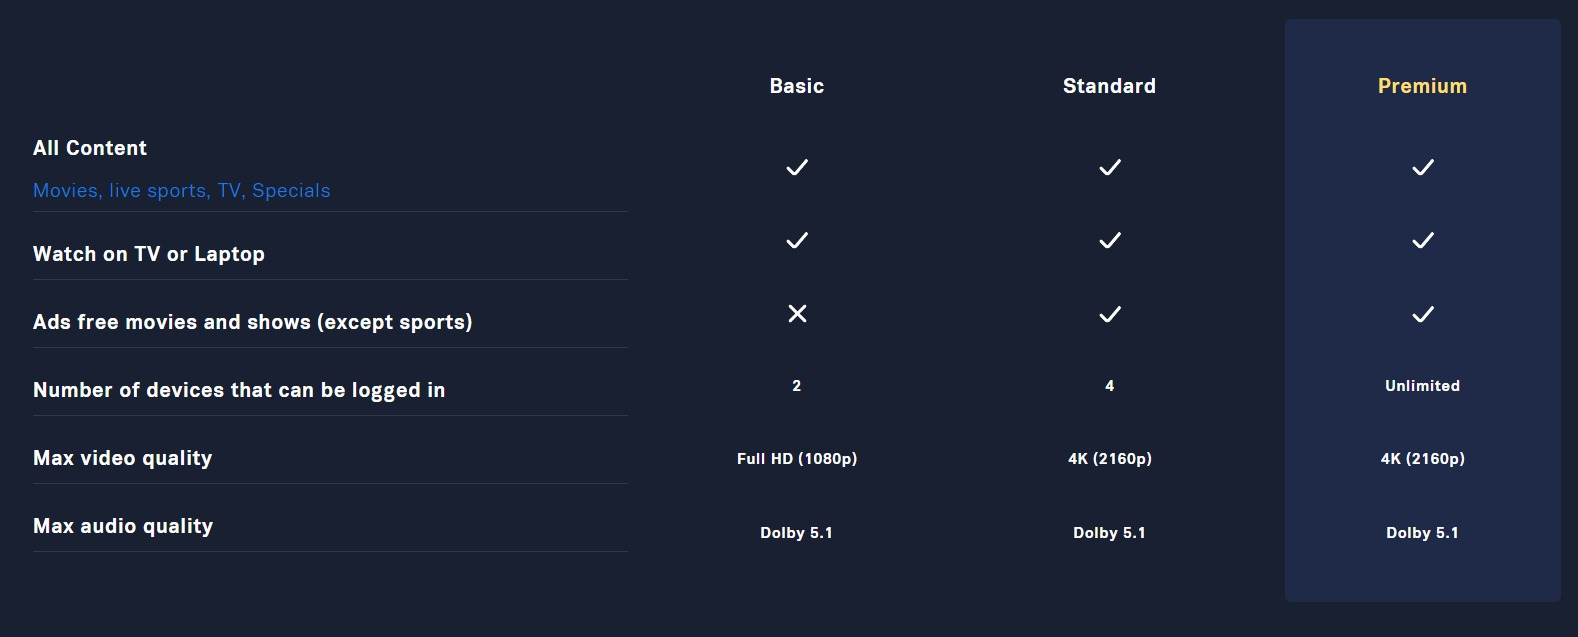 Basic Standard Premium
All Content
Movies, live sports, TV, Specials
Watch on TV or Laptop
Ads free movies and shows (except sports)
Number of devices that can be logged in 2 4 Unlimited
Max video quality Full HD (1080p) 4K (2160p) 4K (2160p)
Max audio quality Dolby 5.1 Dolby 5.1 Dolby 5.1